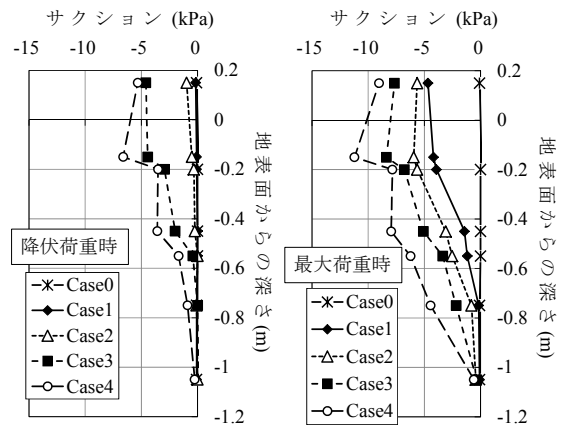 サクション (kPa)
-15 -10 -5 0
0.2
0
-0.2
-0.4
-0.6
-0.8
-1
-1.2
地表面からの深さ(m)
降伏荷重時
Case0
Case1
Case2
Case3
Case4
サクション (kPa)
-15 -10 -5 0
0.2
0
-0.2
-0.4
-0.6
-0.8
-1
-1.2
地表面からの深さ(m)
最大荷重時
Case0
Case1
Case2
Case3
Case4